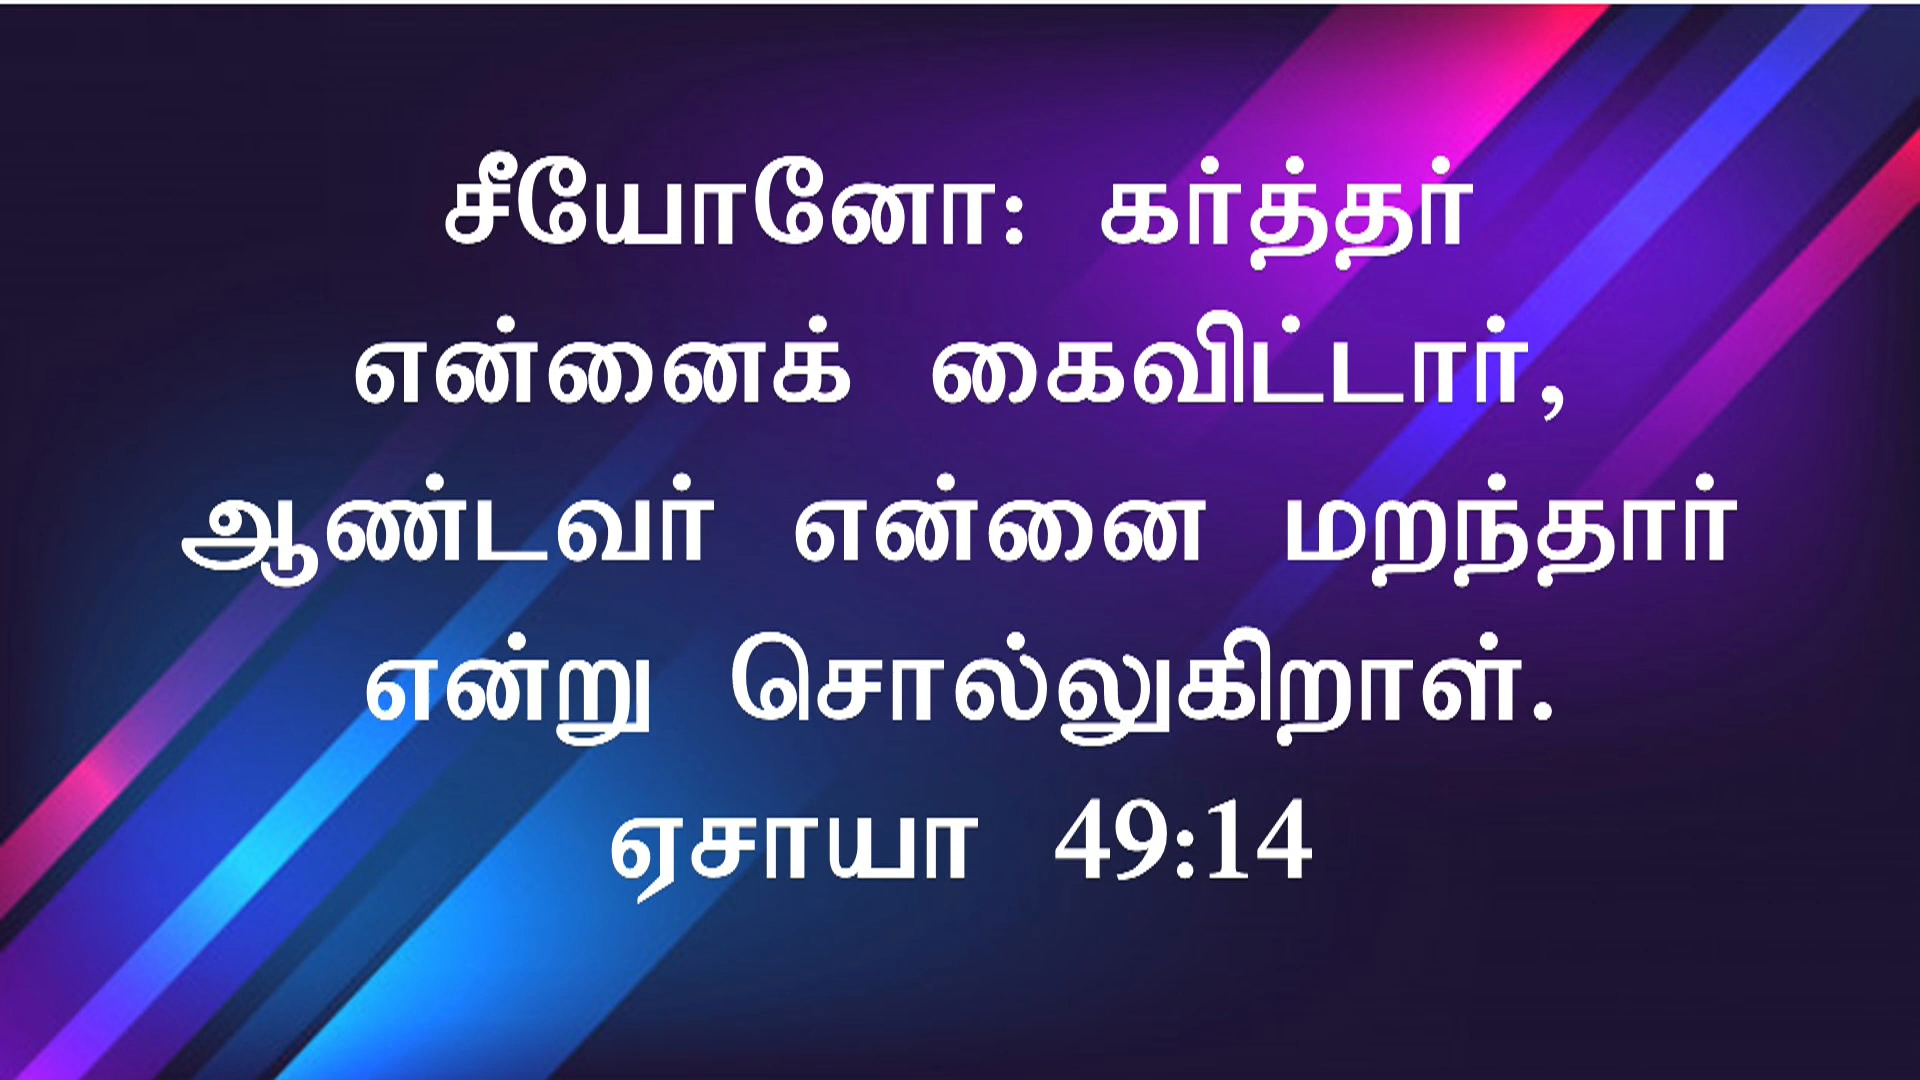 சீயோனோ: கர்த்தர்
என்னைக் கைவிட்டார்,
ஆண்டவர் என்னை மறந்தார்
என்று சொல்லுகிறாள்.
ஏசாயா 49:14